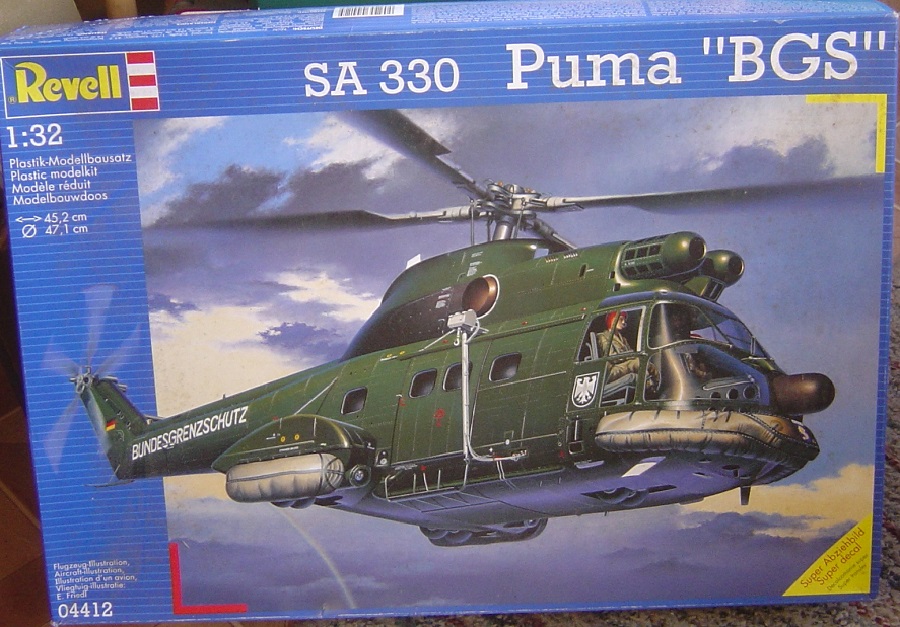 Revell
SA 330 Puma "BGS"
1:32
Plastik-Modellbausatz
Plastic modelkit
Modèle réduit
Modelbouwdoos
45,2 cm
47,1 cm
BUNDESGRENZSCHUTZ
Flugzeug-Illustration,
Aircraft-Illustration,
Illustration d'un avion,
Vliegtuig-illustratie:
E. Friedl
04412
Super Abziehbild
Super decal